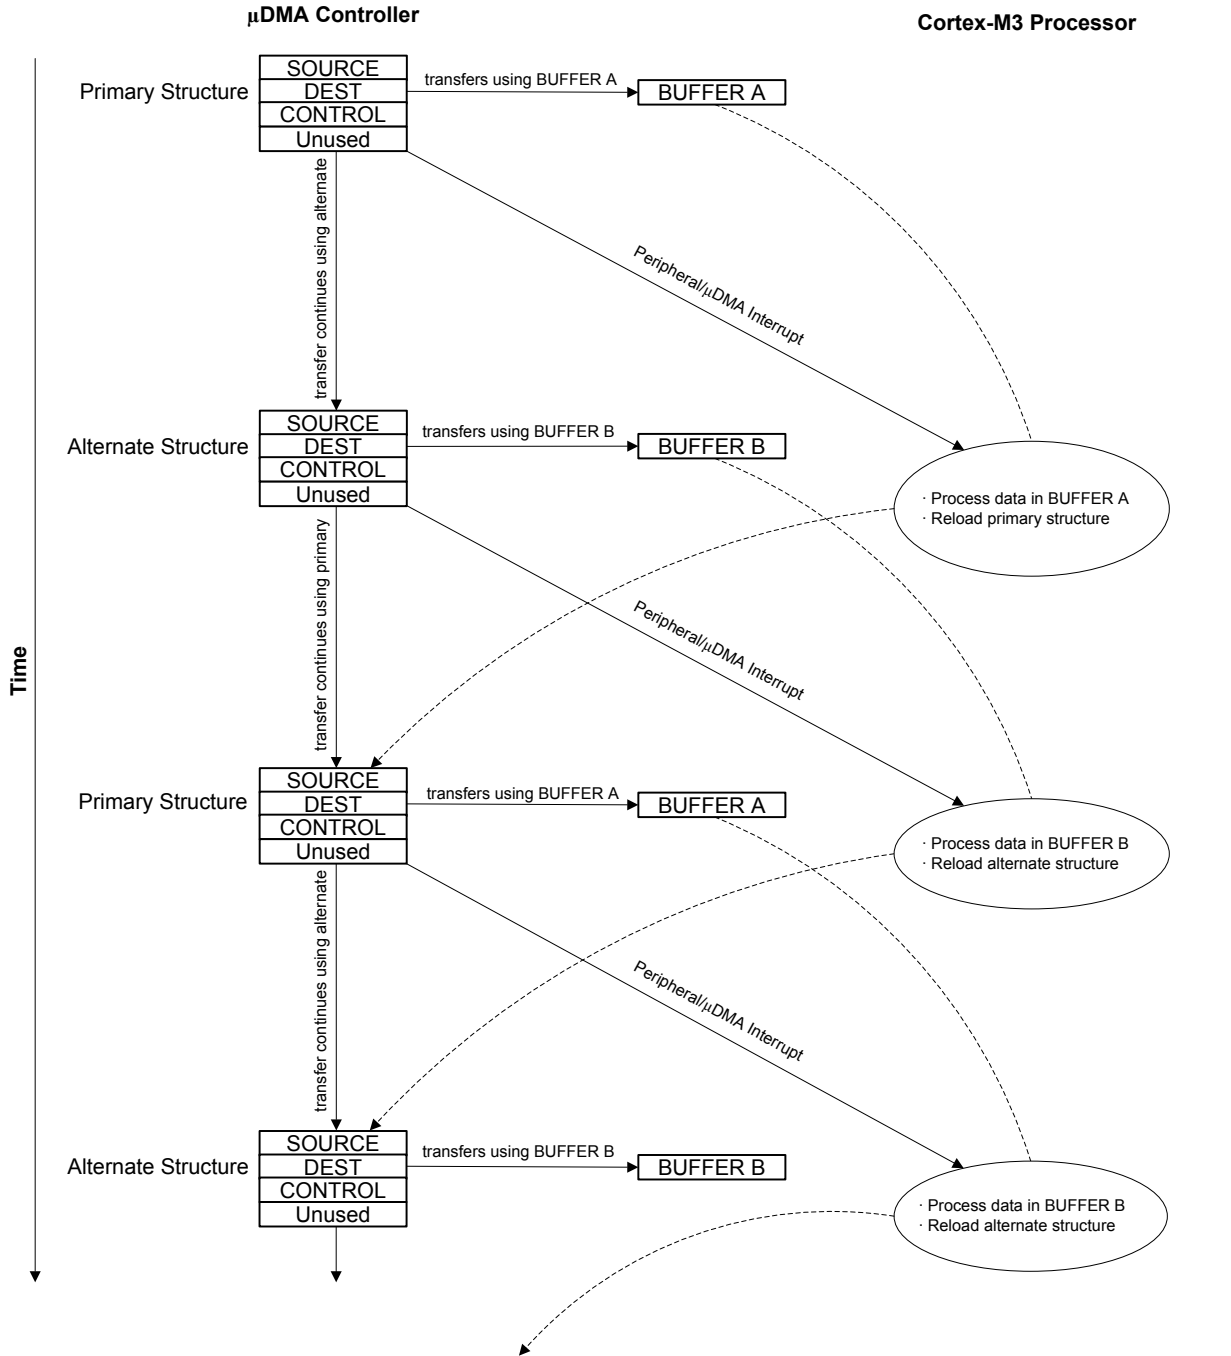 μDMA Controller
Cortex-M3 Processor
SOURCE
Primary Structure
DEST
transfers using BUFFER A
BUFFER A
CONTROL
Unused
transfer continues using alternate
Peripheral/μDMA Interrupt
SOURCE
Alternate Structure
DEST
transfers using BUFFER B
BUFFER B
CONTROL
Unused
· Process data in BUFFER A
· Reload primary structure
transfer continues using primary
Peripheral/μDMA Interrupt
Time
SOURCE
Primary Structure
DEST
transfers using BUFFER A
BUFFER A
CONTROL
Unused
· Process data in BUFFER B
· Reload alternate structure
transfer continues using alternate
Peripheral/μDMA Interrupt
SOURCE
Alternate Structure
DEST
transfers using BUFFER B
BUFFER B
CONTROL
Unused
· Process data in BUFFER B
· Reload alternate structure